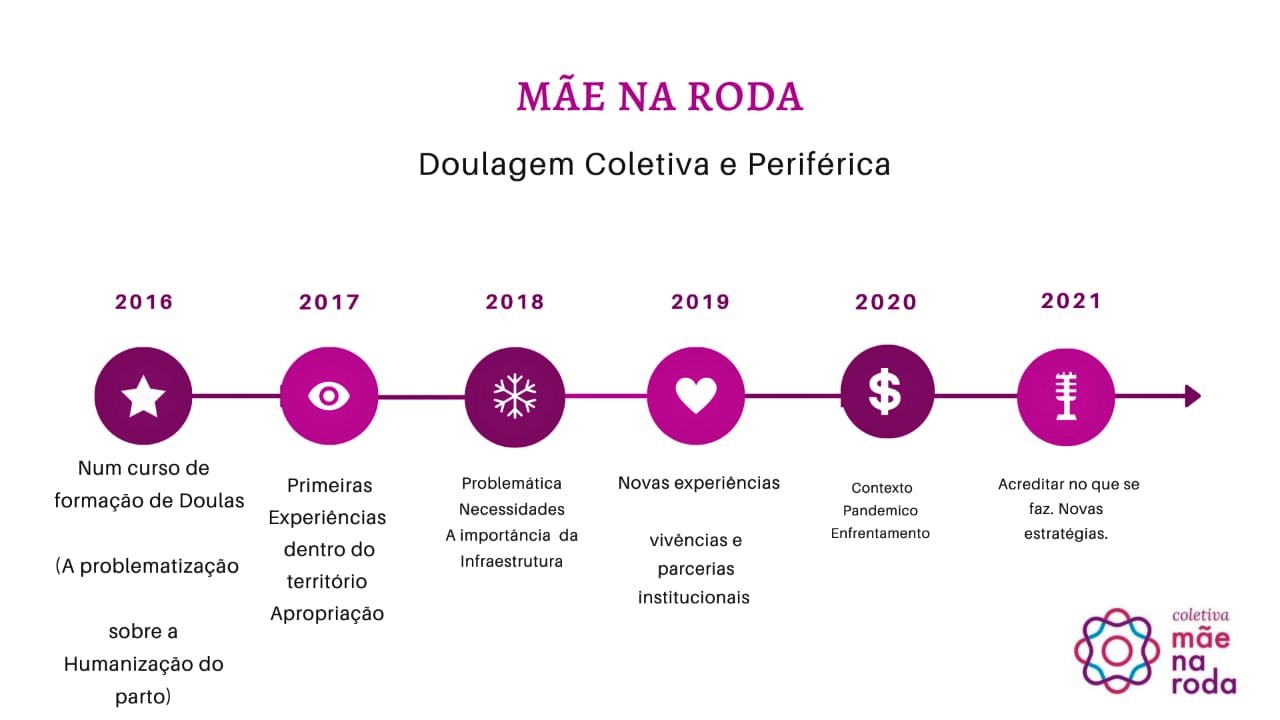 MÃE NA RODA
Doulagem Coletiva e Periférica
2016
Num curso de
formação de Doulas
(A problematização
sobre a
Humanização do
parto)
2017
Primeiras
Experiências
dentro do
território
Apropriação
2018
Problemática
Necessidades
A importância da
Infraestrutura
2019
Novas experiências
vivências e
parcerias
institucionais
2020
$
Contexto
Pandemico
Enfrentamento
2021
Acreditar no que se
faz. Novas
estratégias.
coletiva
mãe
na
roda